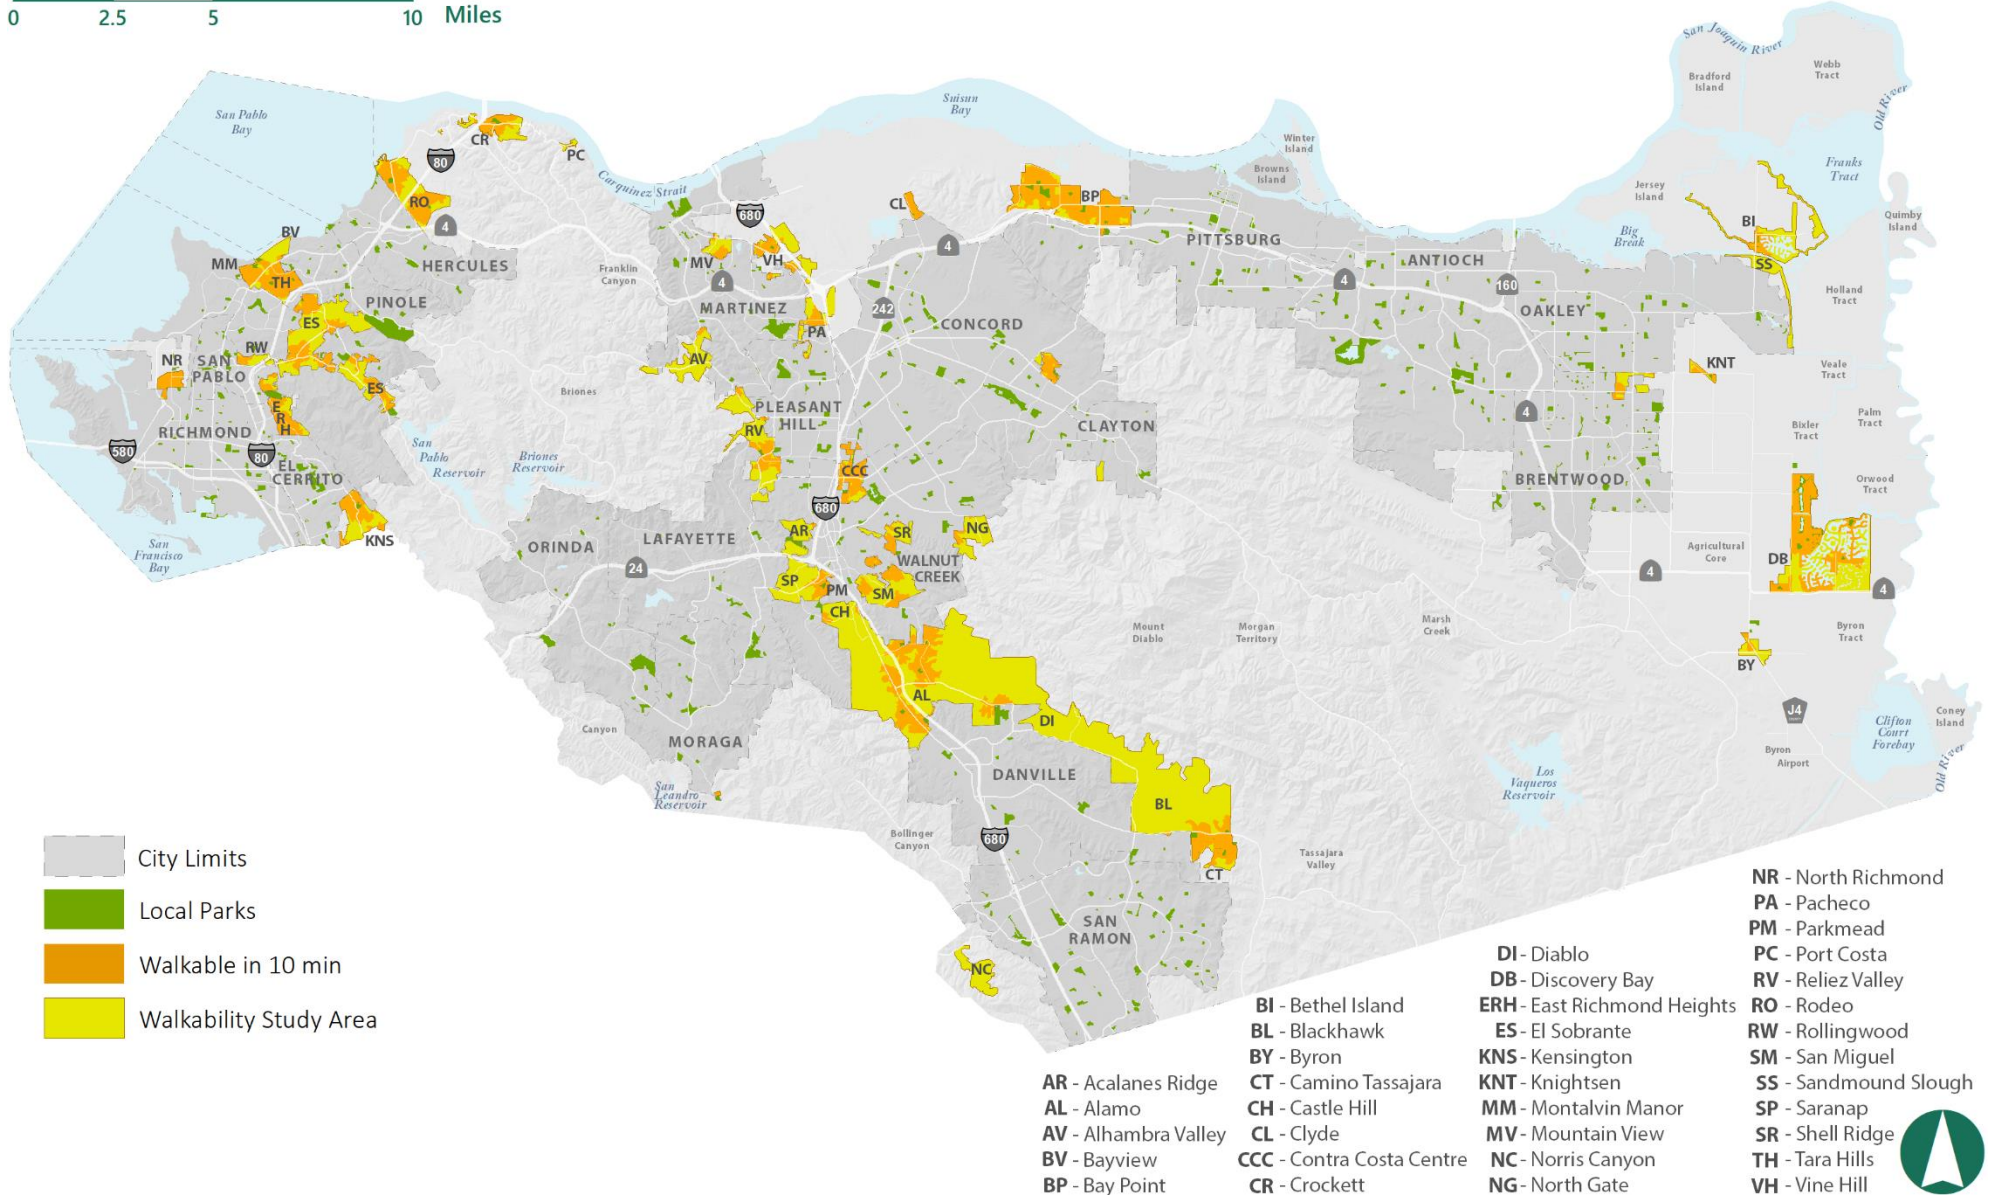 0 2.5 5 10 Miles
San Joaquin River
Webb
Tract
Bradford
Island
Old River
San Pablo
Bay
Suisun
Bay
Winter
Island
Franks
Tract
CR
PC
80
Carquinez Strait
Browns
Island
Jersey
Island
RO
CL
BP
680
BI
Quimby
Island
BV
4
HERCULES
MM
TH
Franklin
Canyon
MV
VH
4
4
PITTSBURG
Big
Break
SS
ANTIOCH
4
160
Holland
Tract
PINOLE
MARTINEZ
242
CONCORD
OAKLEY
ES
PA
RW
NR
SAN
PABLO
AV
KNT
Veale
Tract
ES
Briones
PLEASANT
HILL
E
R
H
RICHMOND
RV
CLAYTON
4
Palm
Tract
Bixler
Tract
580
80
San
Pablo
Reservoir
Briones
Reservoir
CCC
EL
CERRITO
BRENTWOOD
Orwood
Tract
680
KNS
San
Francisco
Bay
ORINDA
LAFAYETTE
AR
SR
NG
WALNUT
CREEK
24
SP
PM
SM
CH
Agricultural
Core
DB
4
4
Mount
Diablo
Morgan
Territory
Marsh
Creek
Byron
Tract
BY
AL
DI
J4
Clifton
Court
Forebay
Coney
Island
Old River
Byron
Airport
Canyon
MORAGA
DANVILLE
San
Leandro
Reservoir
BL
Los
Vaqueros
Reservoir
Bollinger
Canyon
680
Tassajara
Valley
CT
SAN
RAMON
NC
City Limits
Local Parks
Walkable in 10 min
Walkability Study Area
AR - Acalanes Ridge
AL - Alamo
AV - Alhambra Valley
BV - Bayview
BP - Bay Point
BI - Bethel Island
BL - Blackhawk
BY - Byron
CT - Camino Tassajara
CH - Castle Hill
CL - Clyde
CCC - Contra Costa Centre
CR - Crockett
DI - Diablo
DB - Discovery Bay
ERH - East Richmond Heights
ES - El Sobrante
KNS - Kensington
KNT - Knightsen
MM - Montalvin Manor
MV - Mountain View
NC - Norris Canyon
NG - North Gate
NR - North Richmond
PA - Pacheco
PM - Parkmead
PC - Port Costa
RV - Reliez Valley
RO - Rodeo
RW - Rollingwood
SM - San Miguel
SS - Sandmound Slough
SP - Saranap
SR - Shell Ridge
TH - Tara Hills
VH - Vine Hill